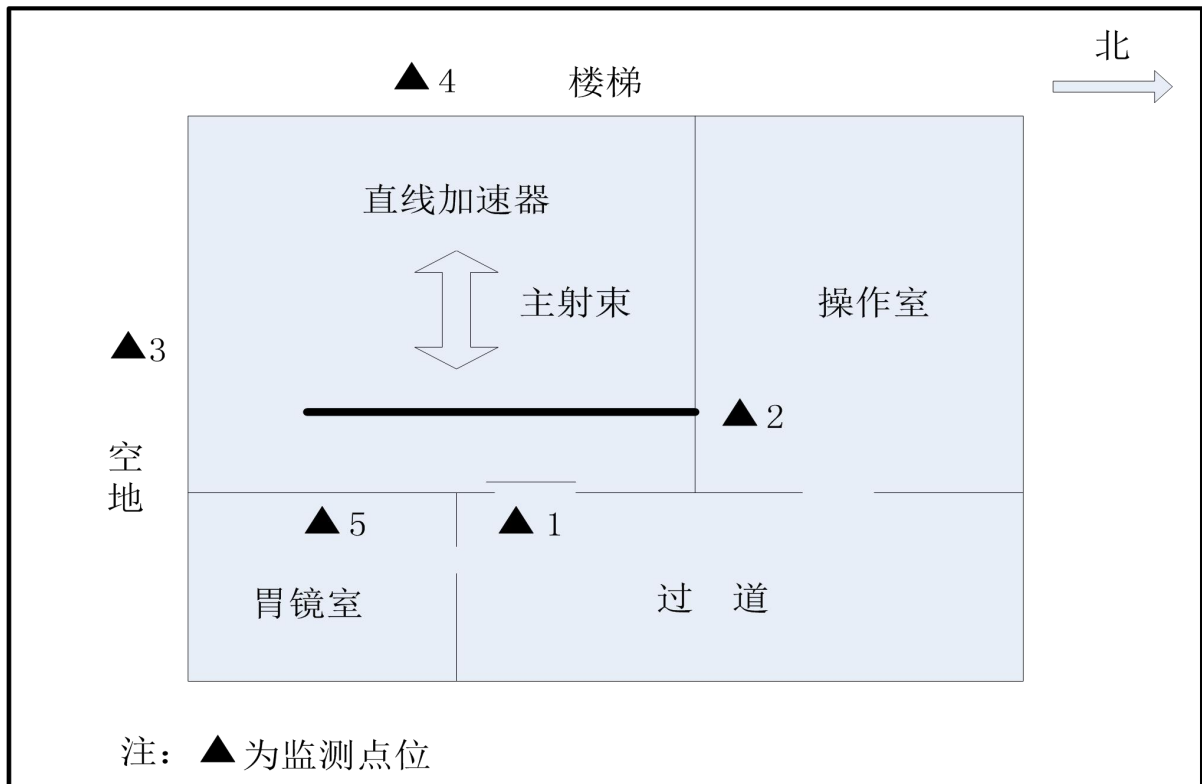 北
▲4 楼梯
直线加速器
主射束
操作室
▲3
▲2
空地
▲5
▲1
胃镜室
过 道
注：▲为监测点位